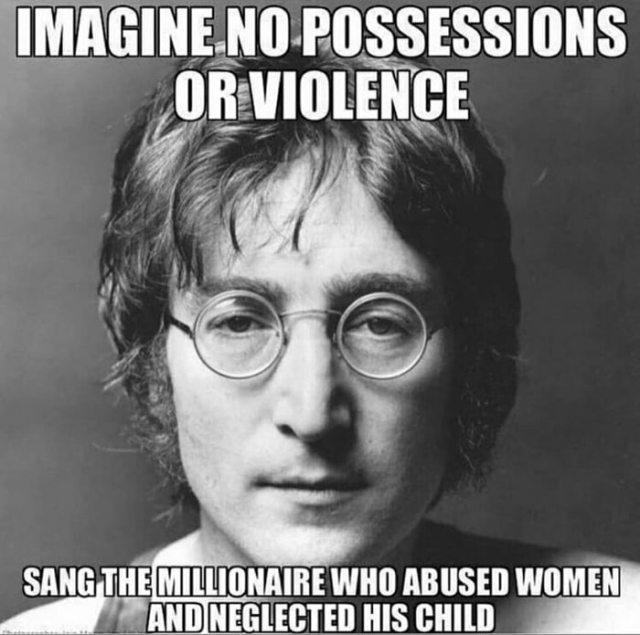 IMAGINE NO POSSESSIONS
OR VIOLENCE
SANG THE MILLIONAIRE WHO ABUSED WOMEN
AND NEGLECTED HIS CHILD